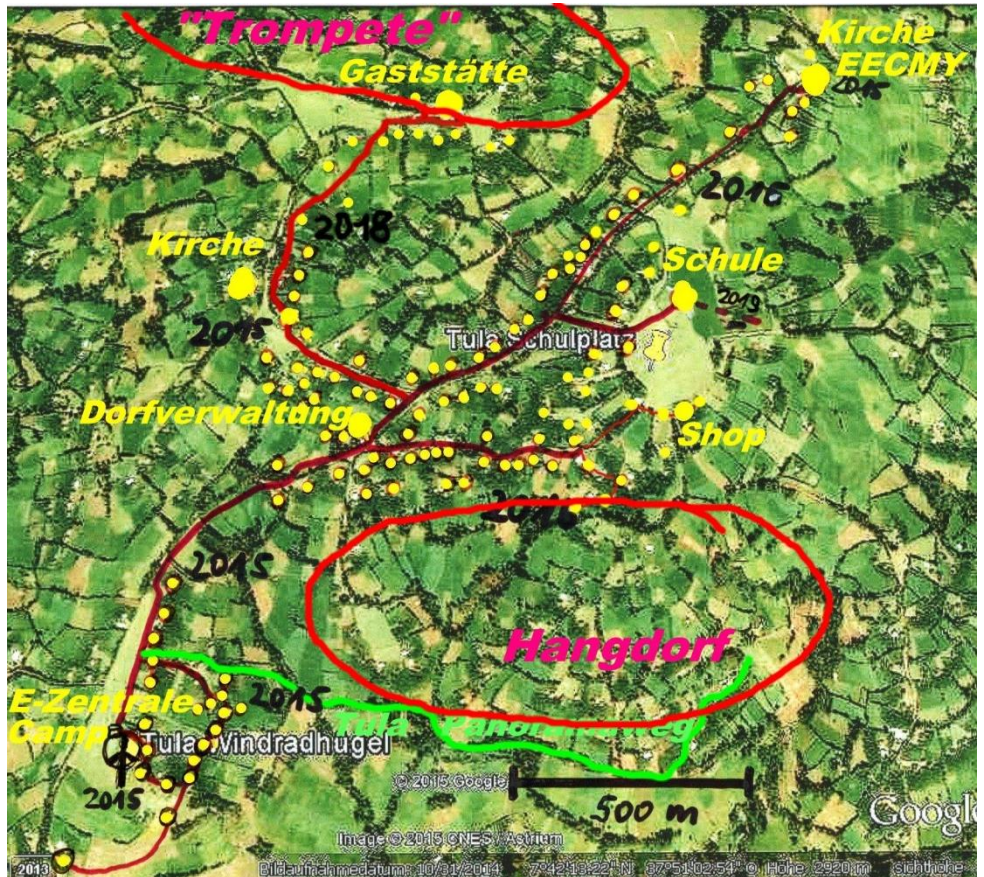 "Trompete"
Kirche
EECMY
2015
Gaststätte
2016
2018
Kirche
Schule
2019
2015
Tula Schulplatz
Dorfverwaltung
Shop
2016
2015
Hangdorf
E-Zentrale
Camp
2015
Tula Panoramaweg
Tula Windradhügel
2015
© 2015 Google
500 m
Google
Image © 2015 CNES / Astrium
2013
Bildaufnahmedatum: 10/31/2014 7°42'13.22" N 37°51'02.54" O Höhe 2920 m sichthöhe